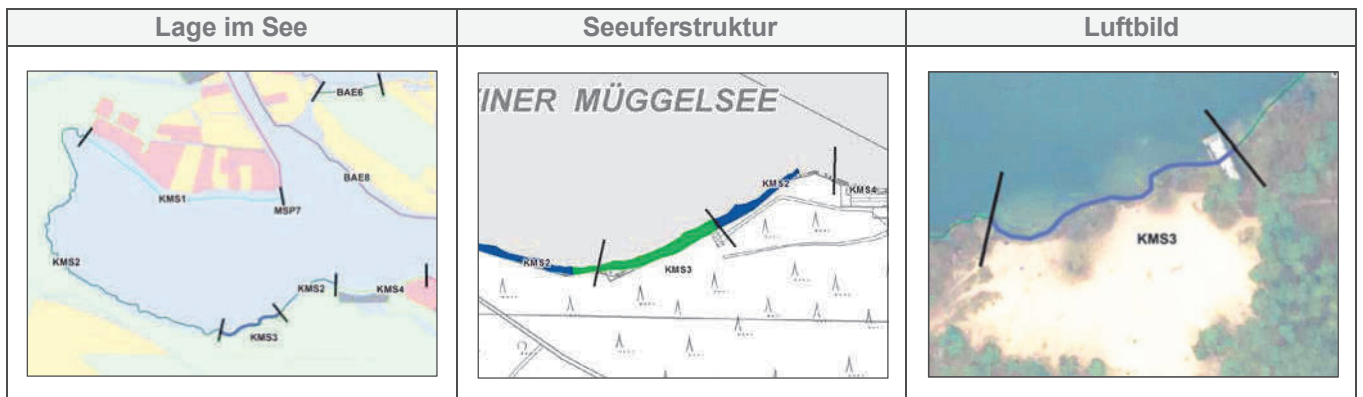 Lage im See
Seeuferstruktur
Luftbild
BAE6
BAE8
KMS1
MSP7
KMS2
KMS2
KMS4
KMS3
INER MÜGGELSEE
KMS2
KMS4
KMS2
KMS3
KMS3